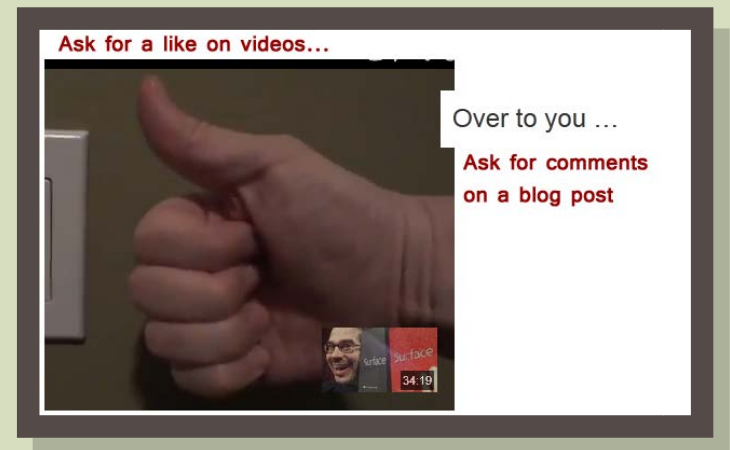 Ask for a like on videos...
Over to you ...
Ask for comments
on a blog post
Surface
Surface
34:19